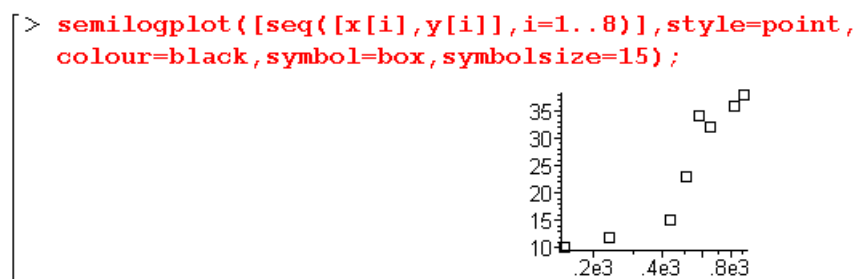 > semilogplot([seq([x[i],y[i]],i=1..8)],style=point,
colour=black,symbol=box,symbolsize=15);
35
30
25
20
15
10
.2e3 .4e3 .8e3